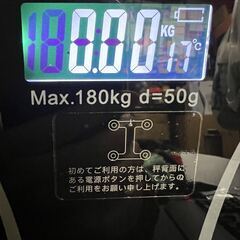 180.00 KG
17℃
Max.180kg d=50g
初めてご利用の方は、秤背面に
ある電源ボタンを押してからの
ご利用をお願い申し上げます。